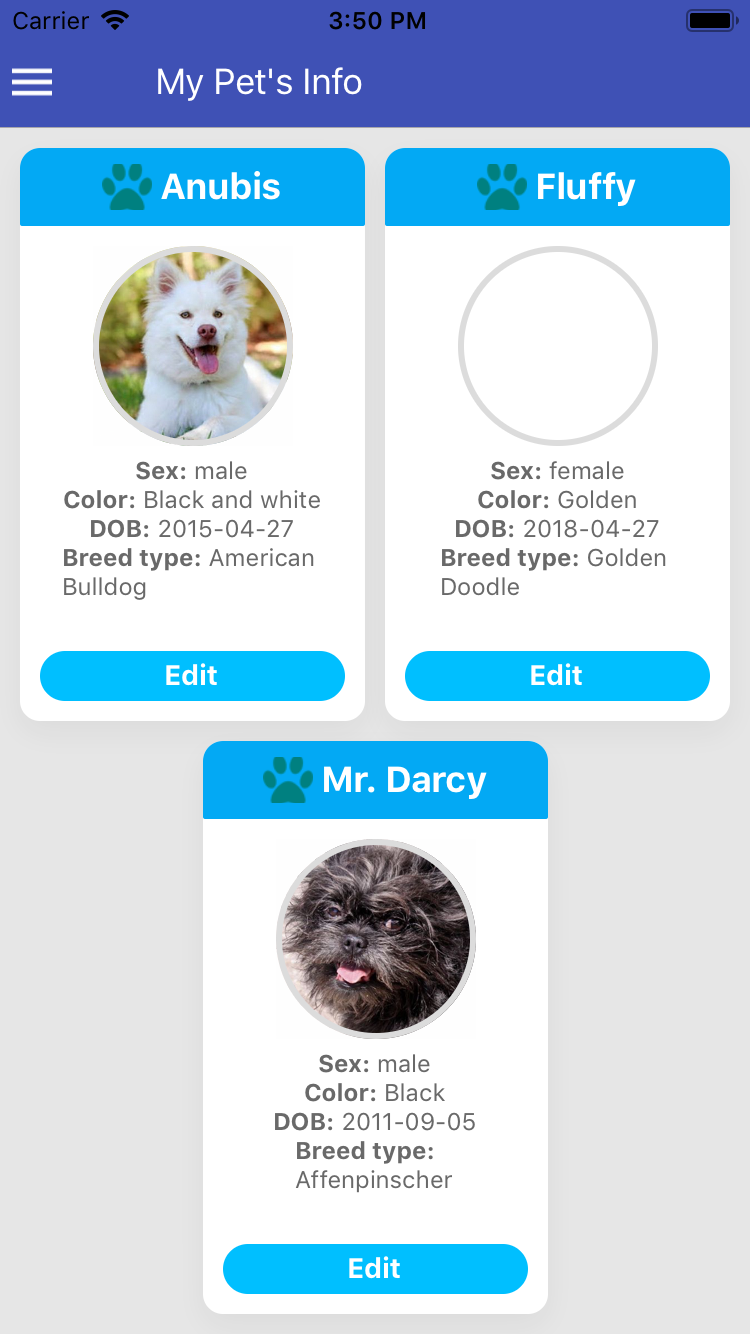 Carrier 3:50 PM
My Pet's Info
Anubis
Sex: male
Color: Black and white
DOB: 2015-04-27
Breed type: American
Bulldog
Edit
Fluffy
Sex: female
Color: Golden
DOB: 2018-04-27
Breed type: Golden
Doodle
Edit
Mr. Darcy
Sex: male
Color: Black
DOB: 2011-09-05
Breed type:
Affenpinscher
Edit